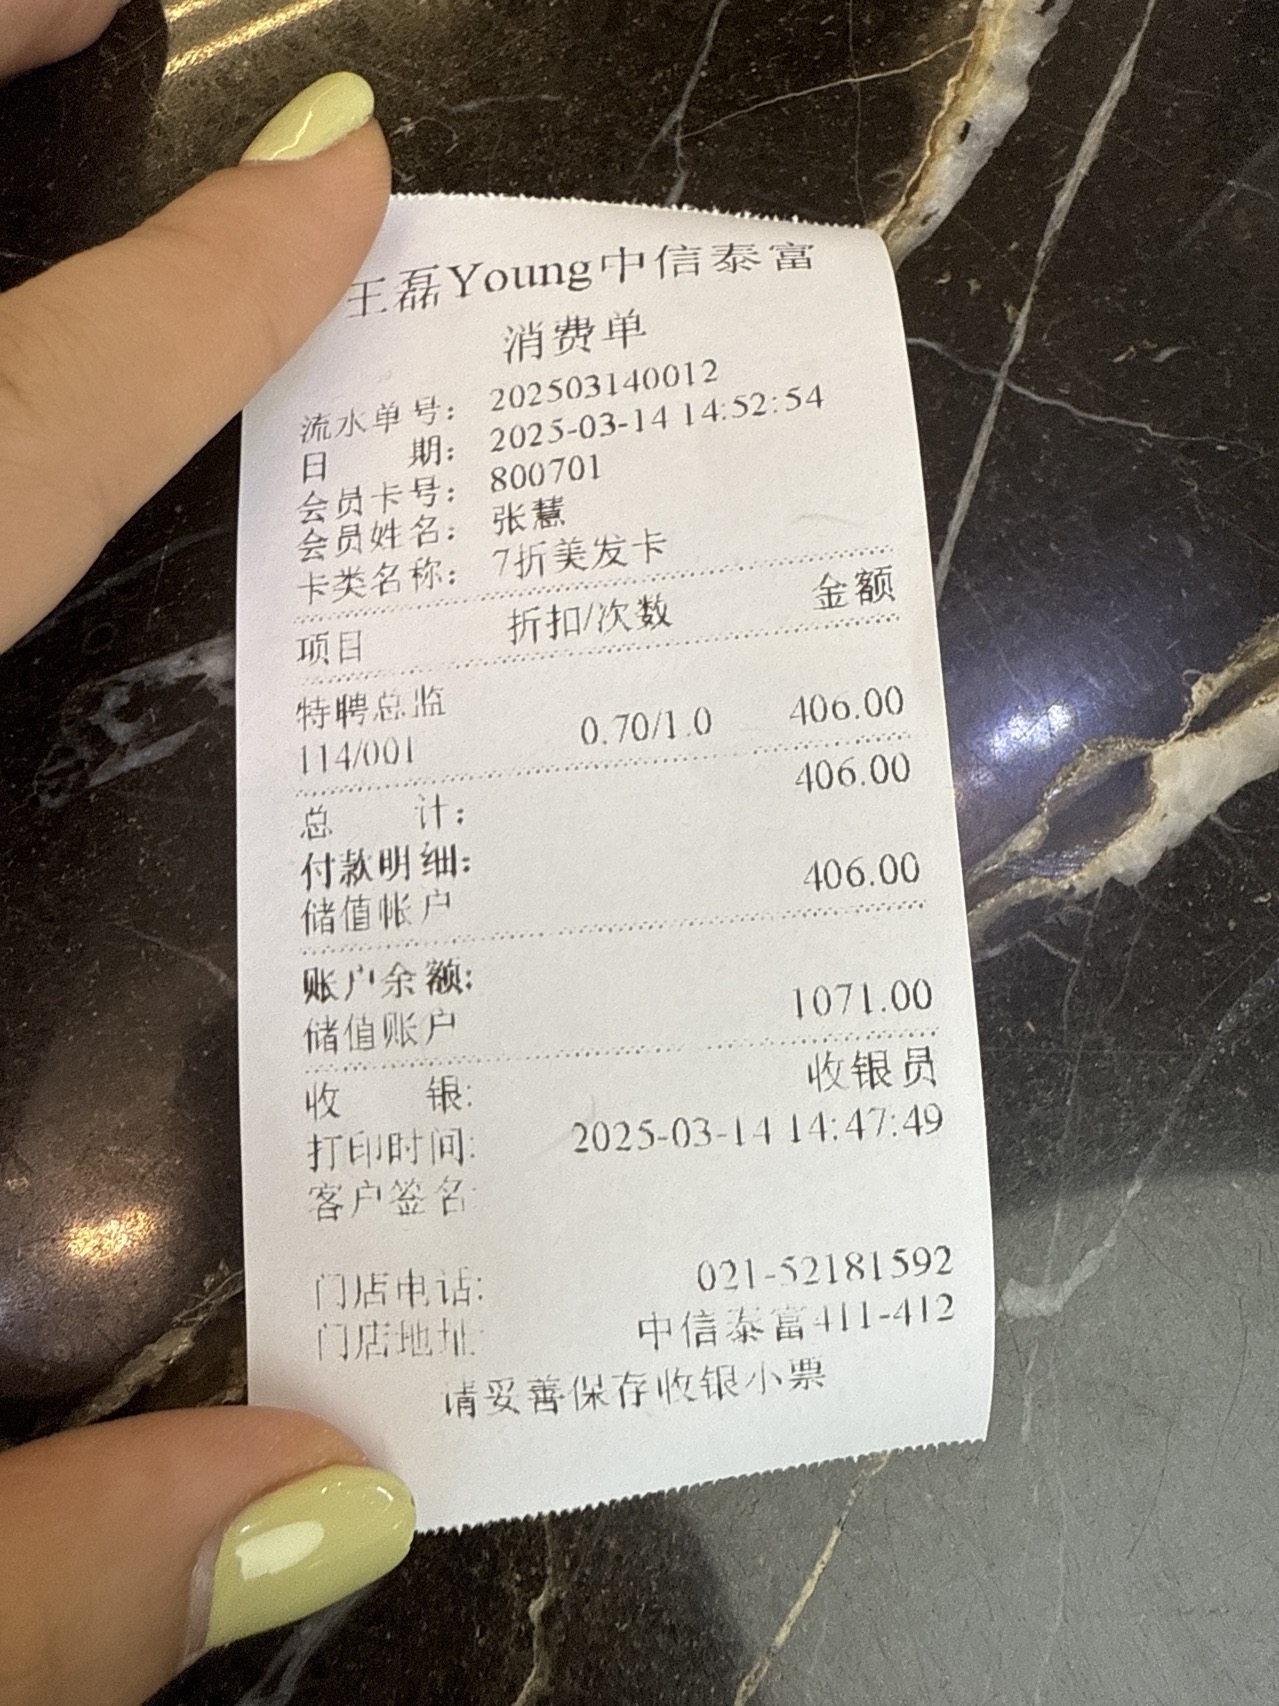 王磊Young中信泰富
消费单
流水单号： 202503140012
日 期： 2025-03-14 14:52:54
会员卡号： 800701
会员姓名： 张慧
卡类名称： 7折美发卡
项目 折扣/次数 金额
特聘总监
114/001 0.70/1.0 406.00
总 计： 406.00
付款明细:
储值帐户 406.00
账户余额:
储值账户 1071.00
收 银: 收银员
打印时间: 2025-03-14 14:47:49
客户签名:
门店电话: 021-52181592
门店地址: 中信泰富411-412
请妥善保存收银小票